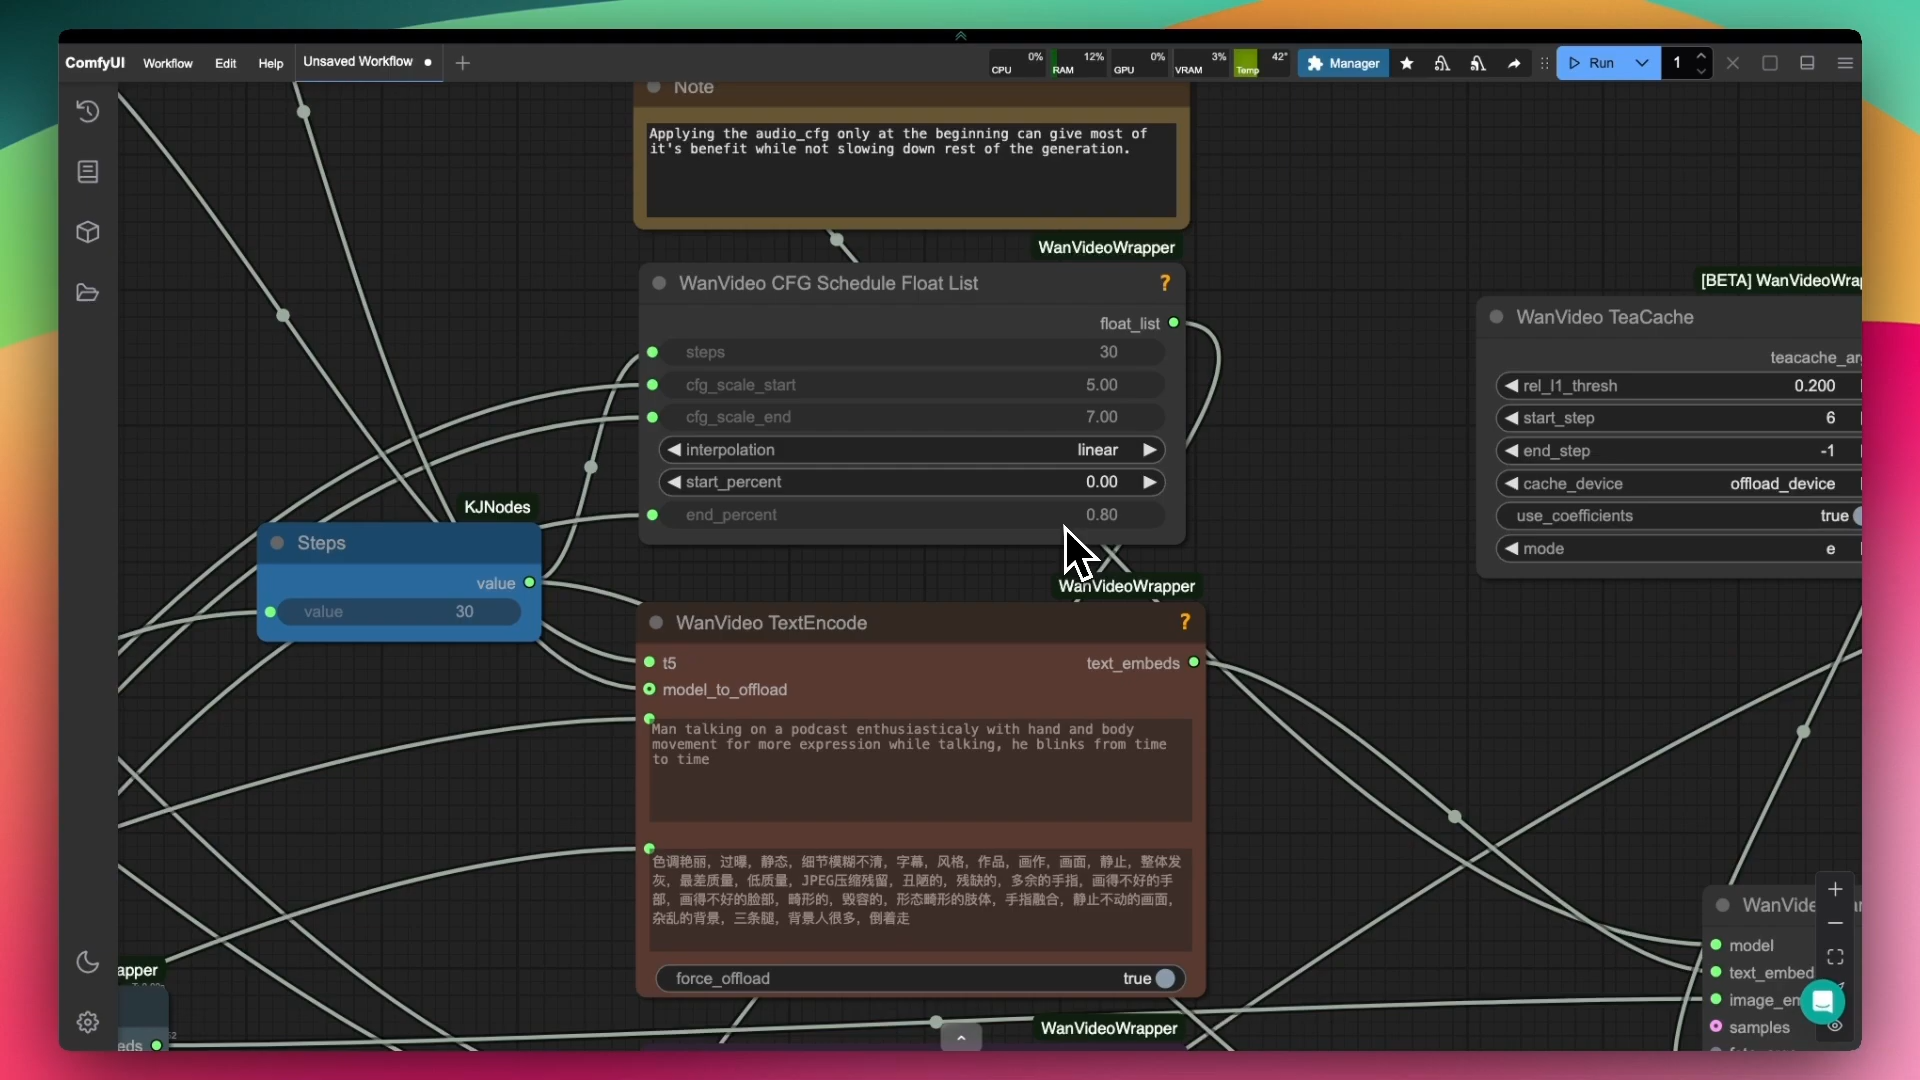 ComfyUI
Workflow
Edit
Help
Unsaved Workflow
CPU 0%
RAM 12%
GPU 0%
VRAM 3%
Temp 42°
Manager
Run
1
Note
Applying the audio_cfg only at the beginning can give most of
it's benefit while not slowing down rest of the generation.
WanVideoWrapper
WanVideo CFG Schedule Float List ?
float_list
steps 30
cfg_scale_start 5.00
cfg_scale_end 7.00
interpolation linear
start_percent 0.00
end_percent 0.80
[BETA] WanVideoWrap
WanVideo TeaCache
teacache_ar
rel_l1_thresh 0.200
start_step 6
end_step -1
cache_device offload_device
use_coefficients true
mode e
KJNodes
Steps
value
value 30
WanVideoWrapper
WanVideo TextEncode ?
t5 text_embeds
model_to_offload
Man talking on a podcast enthusiasticaly with hand and body
movement for more expression while talking, he blinks from time
to time
色调艳丽，过曝，静态，细节模糊不清，字幕，风格，作品，画作，画面，静止，整体发
灰，最差质量，低质量，JPEG压缩残留，丑陋的，残缺的，多余的手指，画得不好的手
部，画得不好的脸部，畸形的，毁容的，形态畸形的肢体，手指融合，静止不动的画面，
杂乱的背景，三条腿，背景人很多，倒着走
force_offload true
WanVideoWrapper
apper
eds
WanVide
model
text_embed
image_em
samples